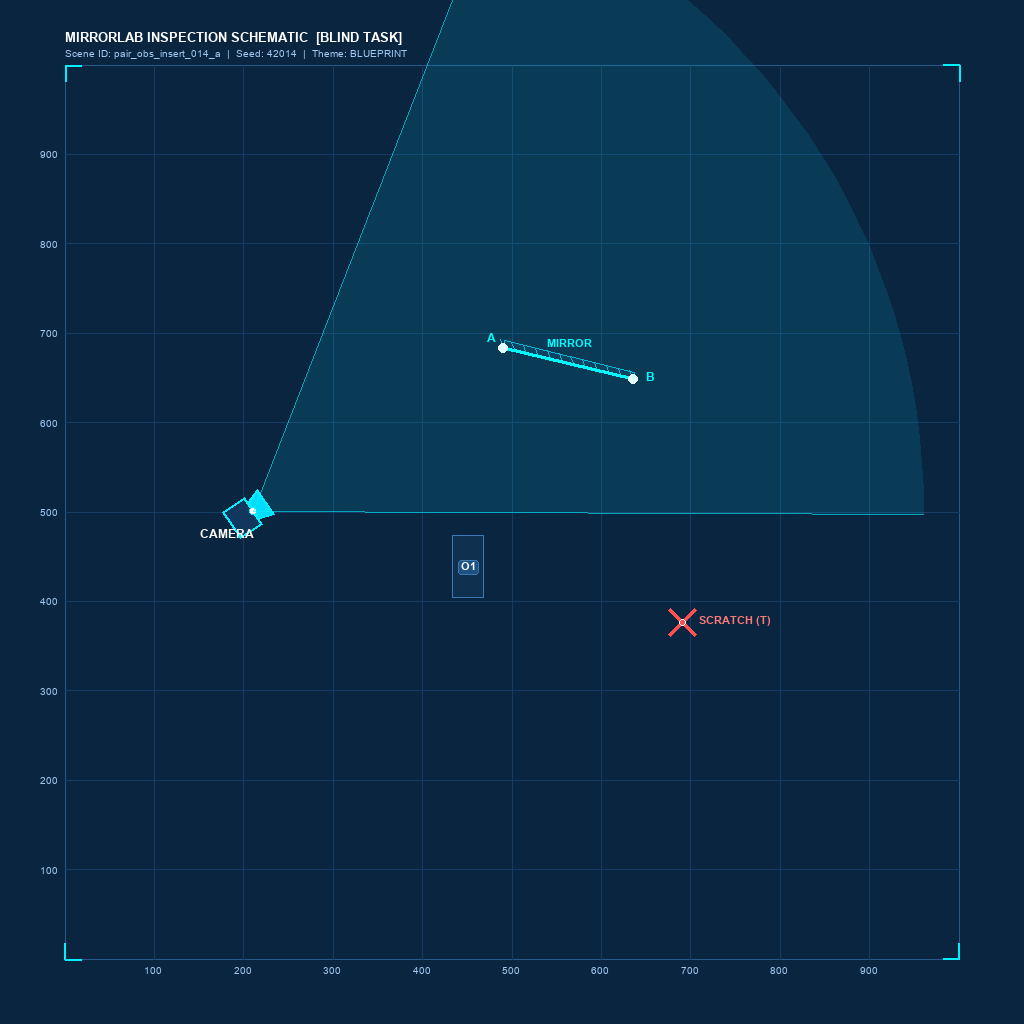 MIRRORLAB INSPECTION SCHEMATIC [BLIND TASK]
Scene ID: pair_obs_insert_014_a | Seed: 42014 | Theme: BLUEPRINT
900
800
A
MIRROR
700
B
600
500
CAMERA
O1
400
SCRATCH (T)
300
200
100
100 200 300 400 500 600 700 800 900